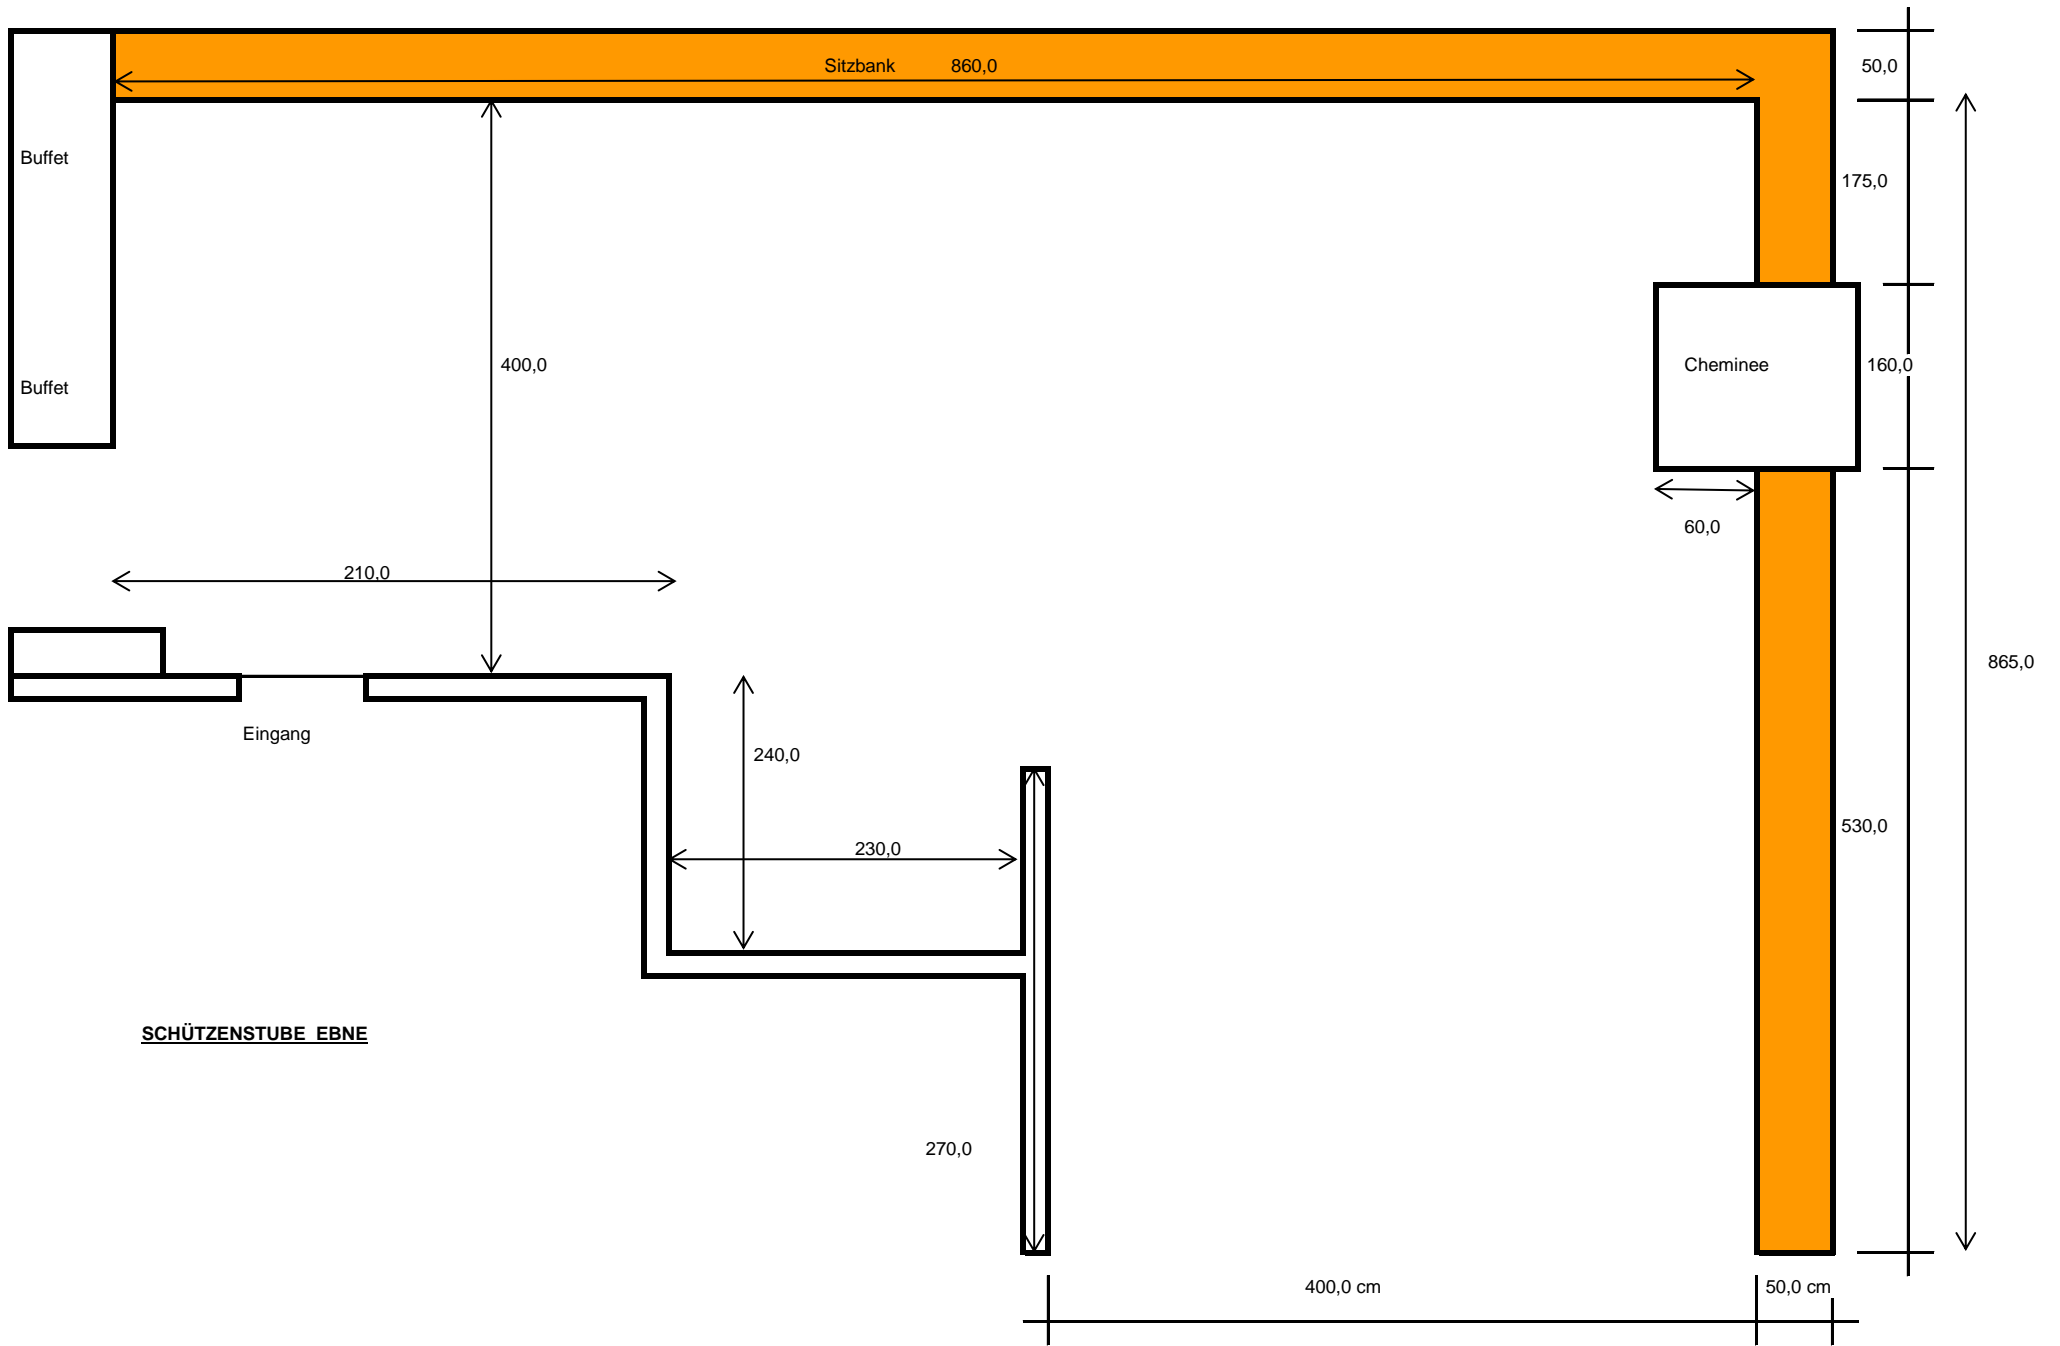 Sitzbank 860,0
50,0
Buffet
175,0
400,0
Cheminee
160,0
Buffet
60,0
210,0
865,0
Eingang
240,0
530,0
230,0
SCHÜTZENSTUBE EBNE
270,0
400,0 cm
50,0 cm